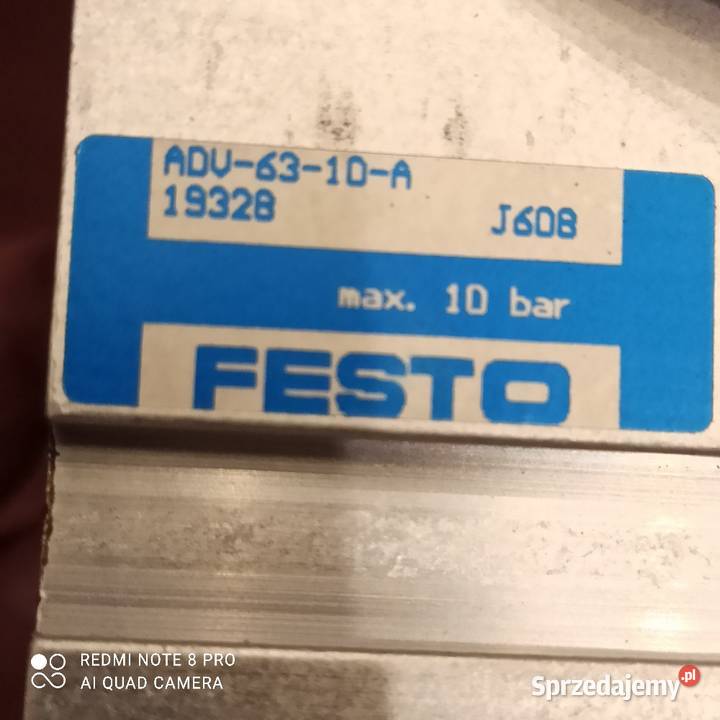 ADV-63-10-A
19328 J608
max. 10 bar
FESTO
REDMI NOTE 8 PRO
AI QUAD CAMERA
Sprzedajemy.pl